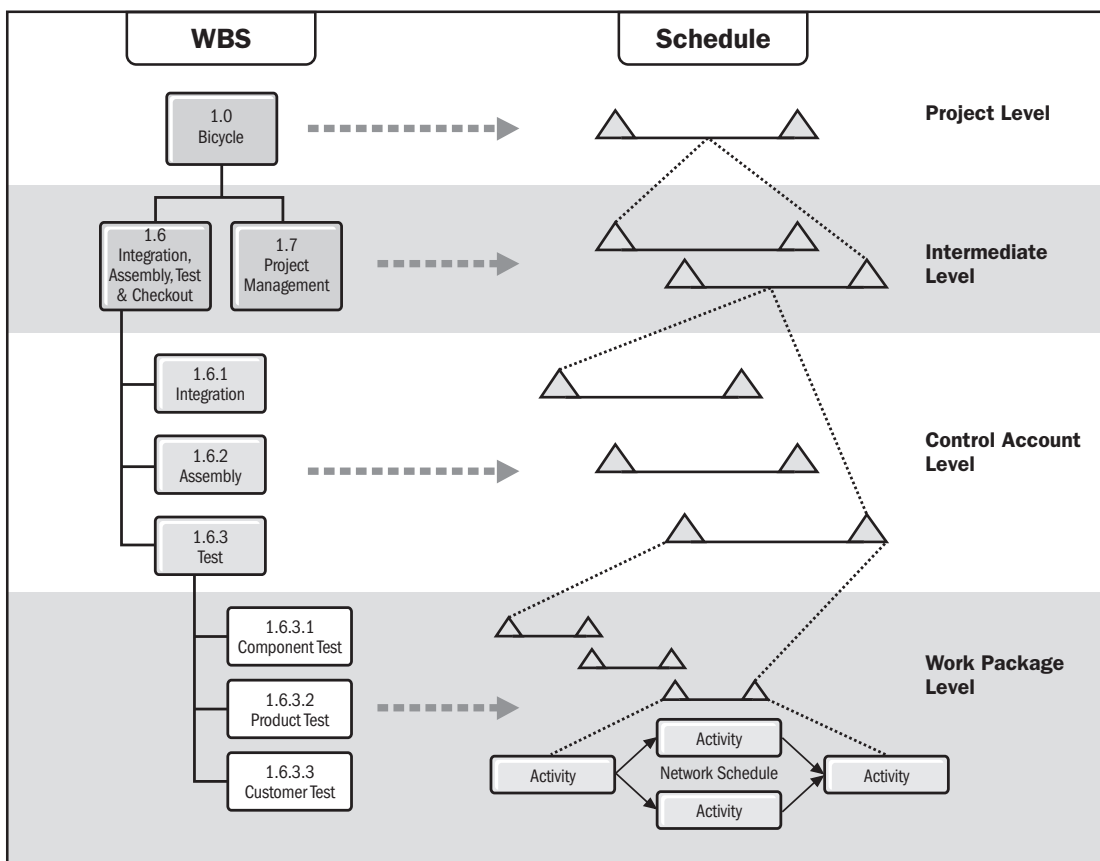 WBS
Schedule
1.0
Bicycle
Project Level
1.6
Integration,
Assembly, Test
& Checkout
1.7
Project
Management
Intermediate
Level
1.6.1
Integration
1.6.2
Assembly
1.6.3
Test
Control Account
Level
1.6.3.1
Component Test
1.6.3.2
Product Test
1.6.3.3
Customer Test
Work Package
Level
Activity
Activity
Network Schedule
Activity
Activity